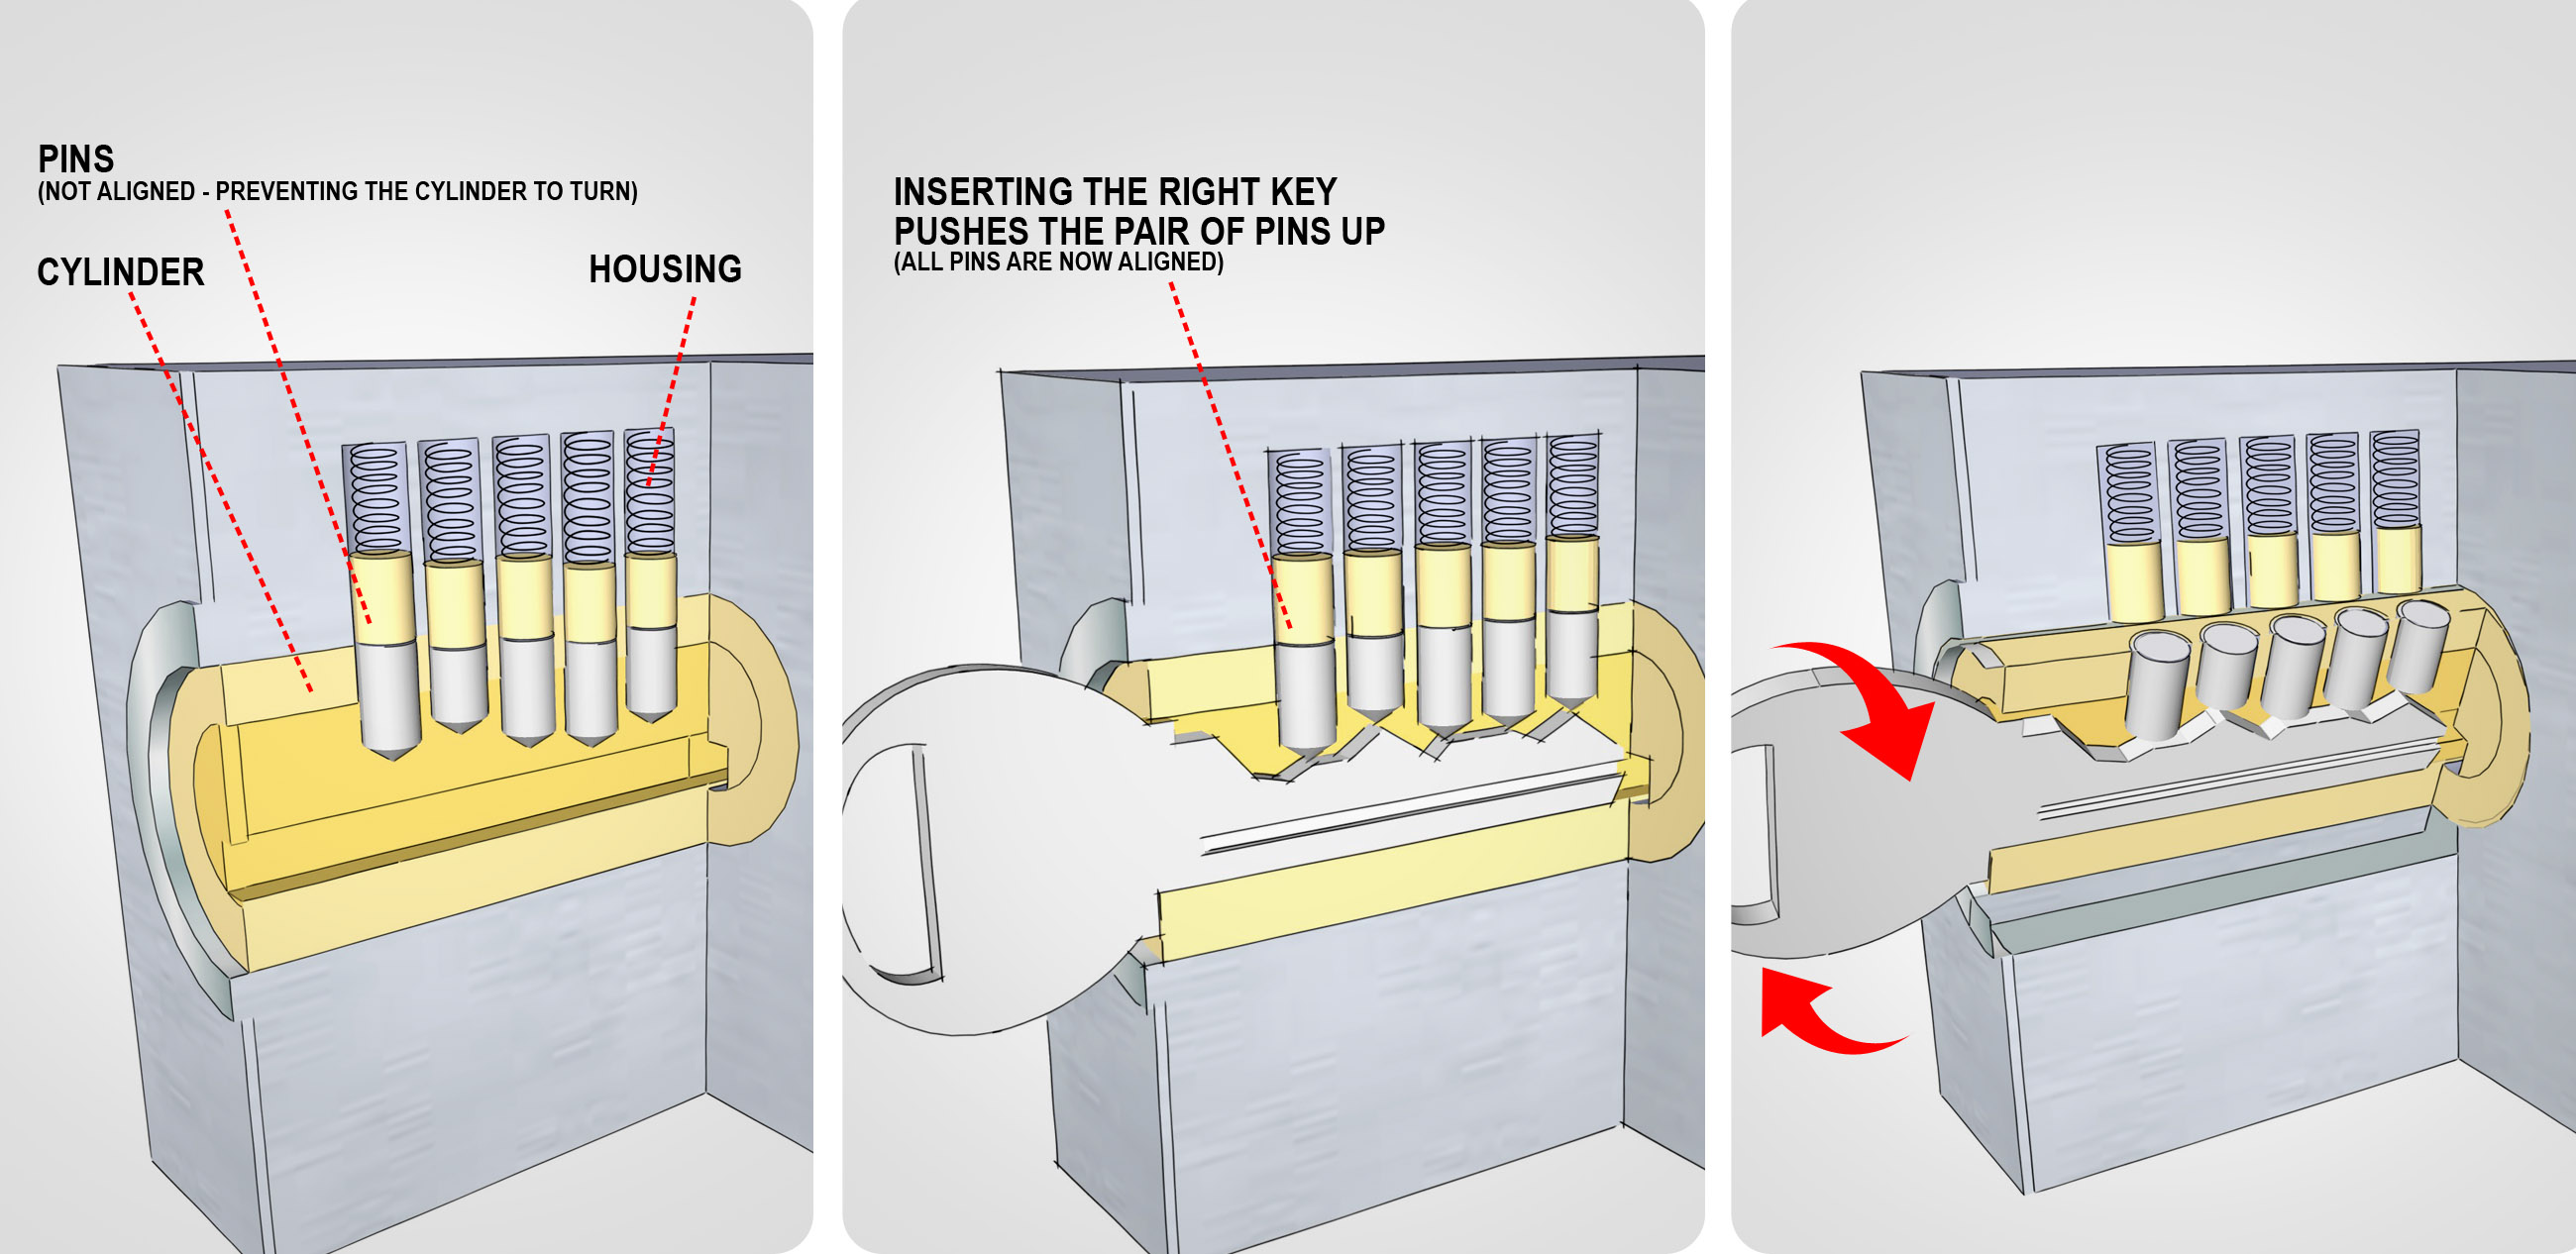 PINS
(NOT ALIGNED - PREVENTING THE CYLINDER TO TURN)
CYLINDER
HOUSING
INSERTING THE RIGHT KEY
PUSHES THE PAIR OF PINS UP
(ALL PINS ARE NOW ALIGNED)